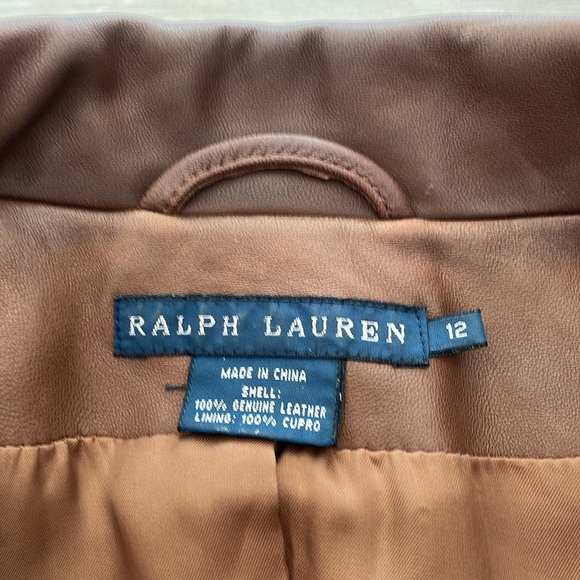 RALPH LAUREN 12
MADE IN CHINA
SHELL:
100% GENUINE LEATHER
LINING: 100% CUPRO